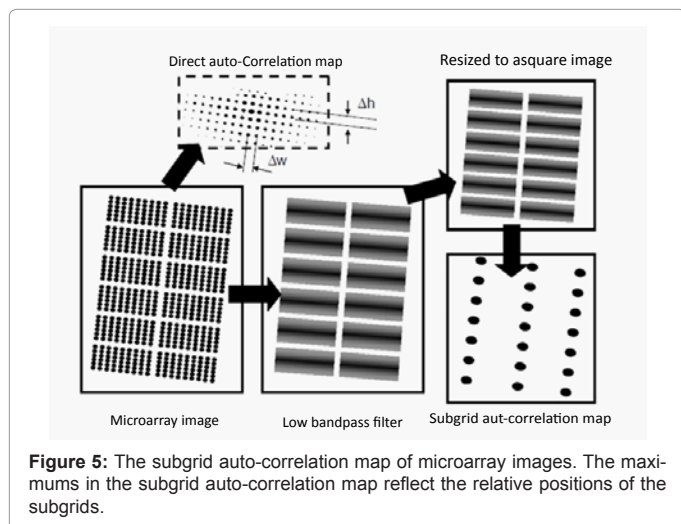 Direct auto-Correlation map
Resized to asquare image
Δh
Δw
Microarray image
Low bandpass filter
Subgrid aut-correlation map
Figure 5: The subgrid auto-correlation map of microarray images. The maxi-
mums in the subgrid auto-correlation map reflect the relative positions of the
subgrids.